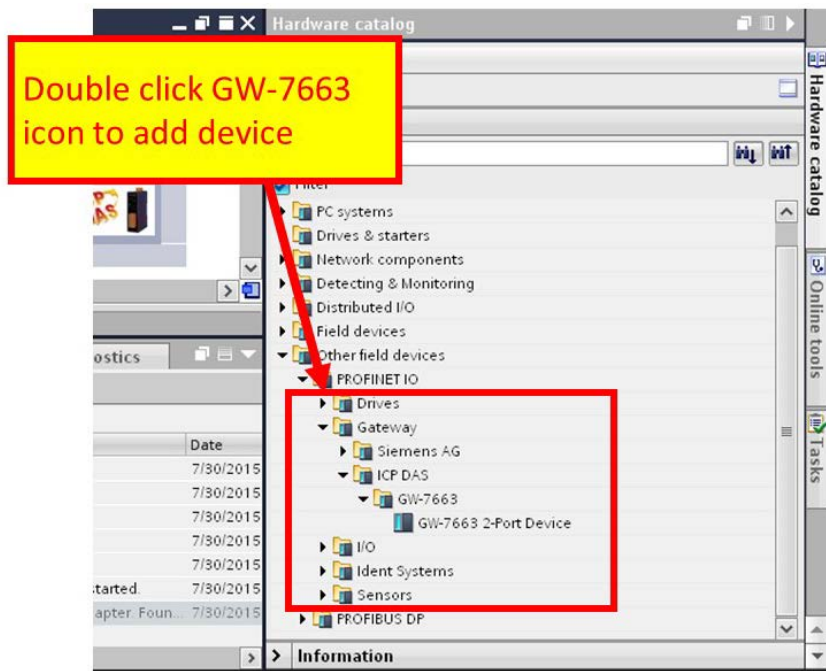 Hardware catalog
Double click GW-7663
icon to add device
Filter
PC systems
Drives & starters
Network components
Detecting & Monitoring
Distributed I/O
Field devices
Other field devices
PROFINET IO
Drives
Gateway
Siemens AG
ICP DAS
GW-7663
GW-7663 2-Port Device
I/O
Ident Systems
Sensors
PROFIBUS DP
Information
ostics
Date
7/30/2015
7/30/2015
7/30/2015
7/30/2015
7/30/2015
started. 7/30/2015
apter. Foun... 7/30/2015
Hardware catalog
Online tools
Tasks